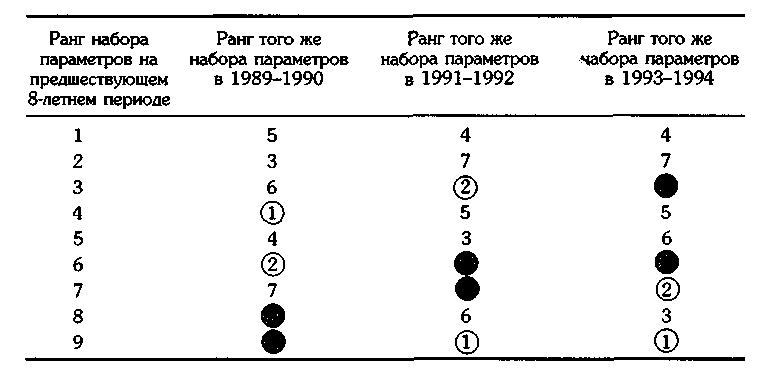 Ранг набора параметров на предшествующем 8-летнем периоде | Ранг того же набора параметров в 1989–1990 | Ранг того же набора параметров в 1991–1992 | Ранг того же чабора параметров в 1993–1994
1 5 4 4
2 3 7 7
3 6 2
4 1 5 5
5 4 3 6
6 2
7 7 2
8 6 3
9 1 1